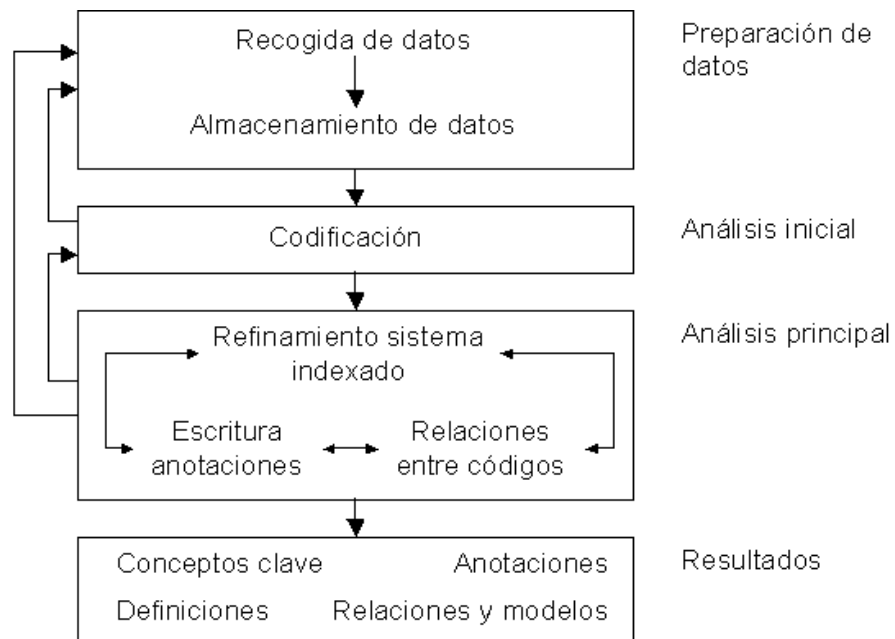 Recogida de datos
Preparación de
datos
Almacenamiento de datos
Codificación
Análisis inicial
Refinamiento sistema
indexado
Análisis principal
Escritura
anotaciones
Relaciones
entre códigos
Conceptos clave
Anotaciones
Resultados
Definiciones
Relaciones y modelos